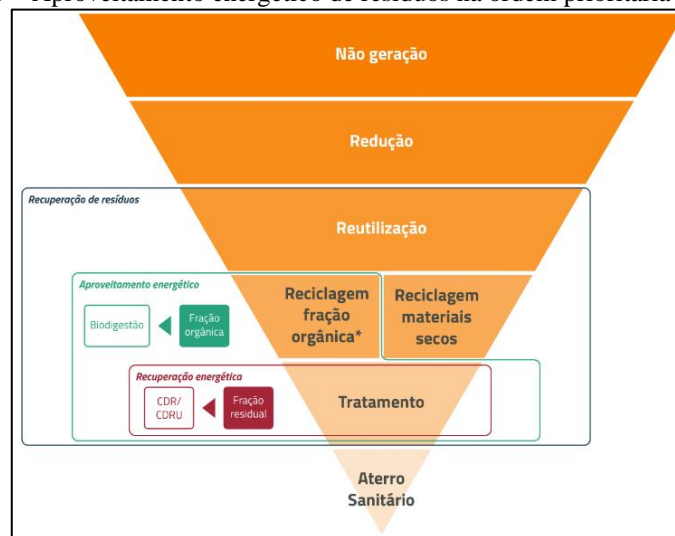 Aproveitamento energético de resíduos na ordem prioritária
Não geração
Redução
Recuperação de resíduos
Reutilização
Aproveitamento energético
Biodigestão
Fração
orgânica
Reciclagem
fração
orgânica*
Reciclagem
materiais
secos
Recuperação energética
CDR/
CDRU
Fração
residual
Tratamento
Aterro
Sanitário